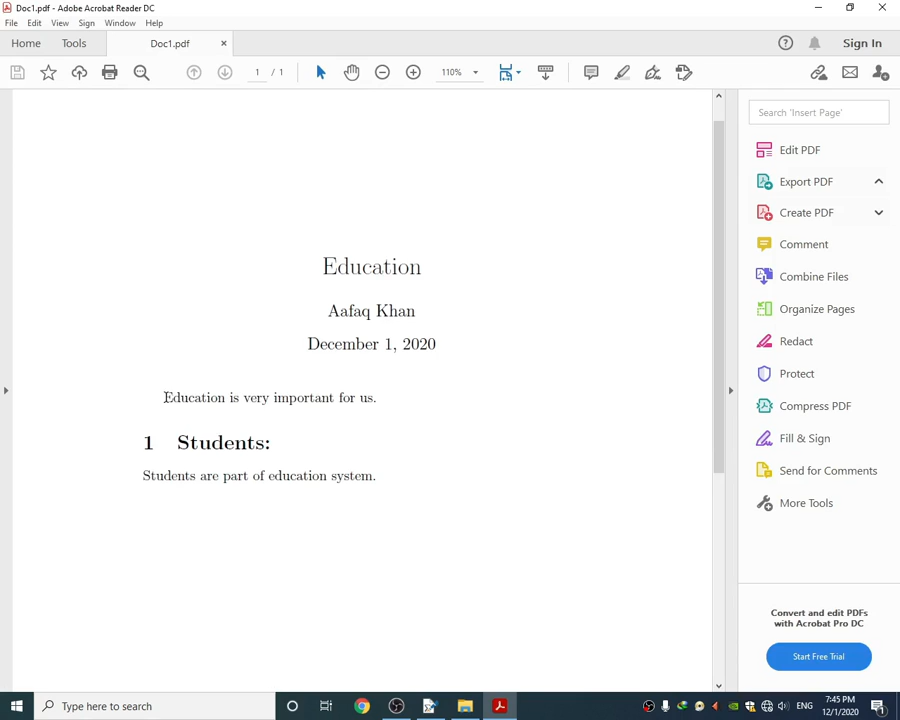 Doc1.pdf - Adobe Acrobat Reader DC
File Edit View Sign Window Help
Home Tools Doc1.pdf × Sign In
1 / 1 110%
Search 'Insert Page'
Edit PDF
Export PDF
Create PDF
Comment
Combine Files
Organize Pages
Redact
Protect
Compress PDF
Fill & Sign
Send for Comments
More Tools
Convert and edit PDFs
with Acrobat Pro DC
Start Free Trial
Education
Aafaq Khan
December 1, 2020
Education is very important for us.
1 Students:
Students are part of education system.
Type here to search
ENG
7:45 PM
12/1/2020
1